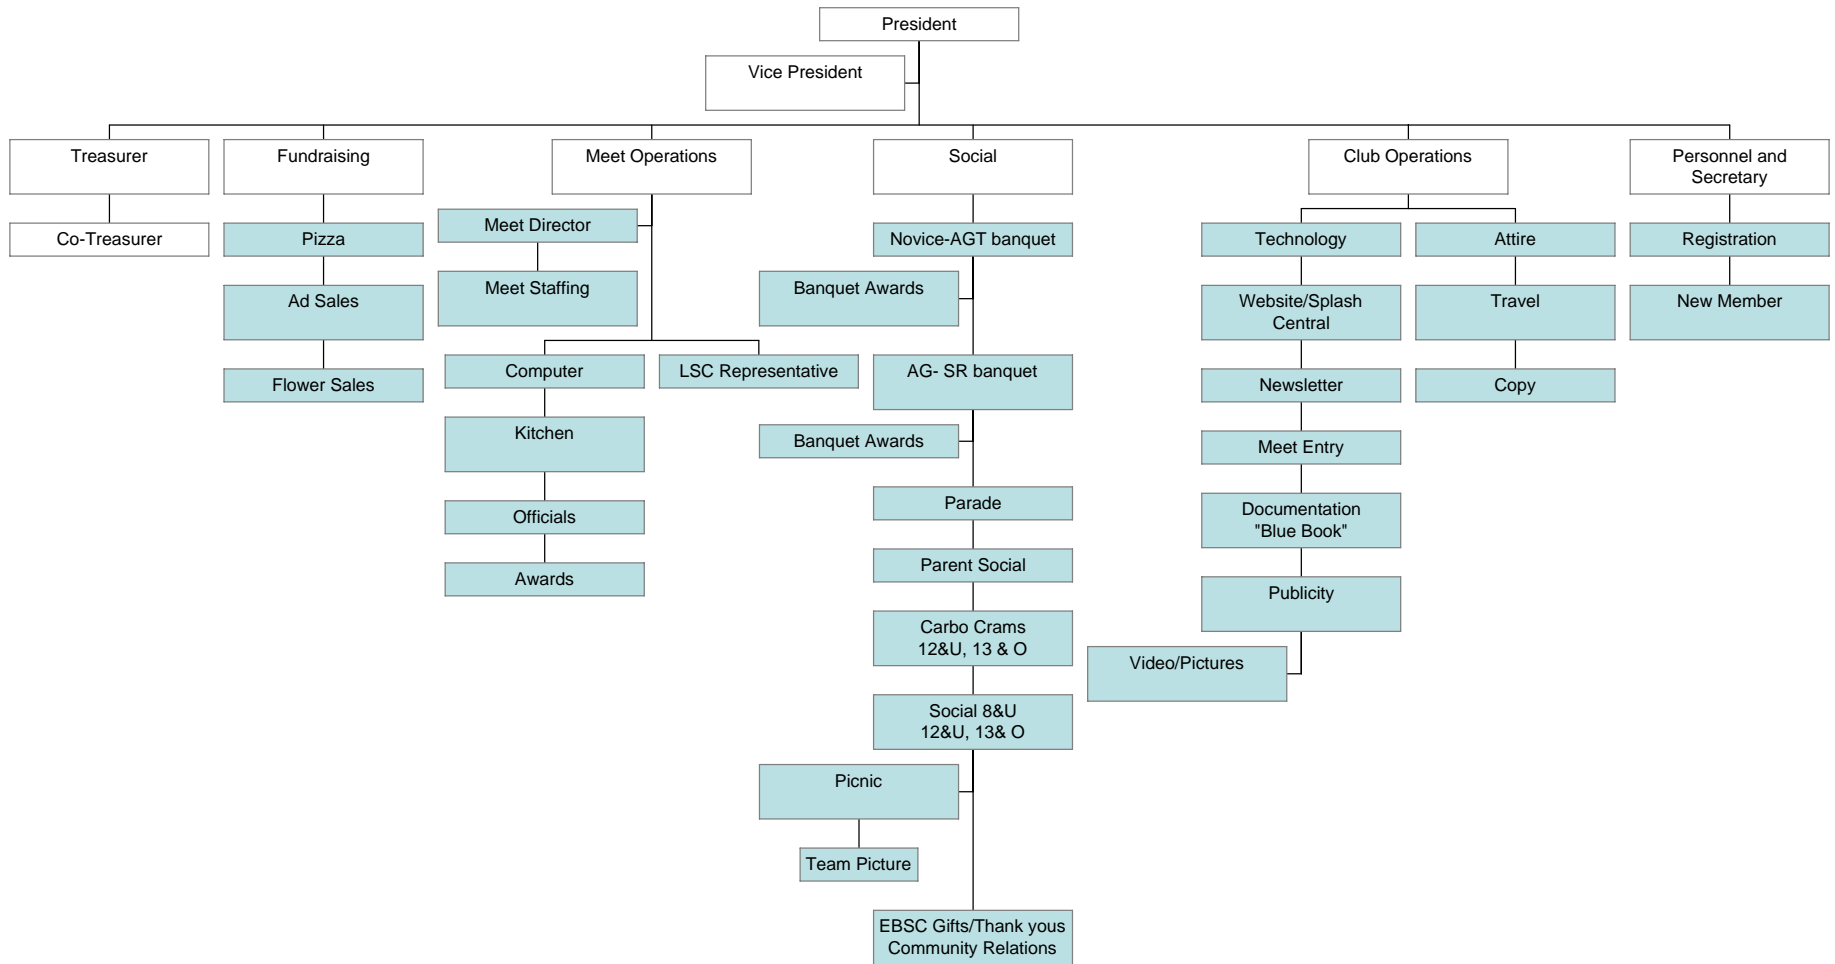 President
Vice President
Treasurer
Fundraising
Meet Operations
Social
Club Operations
Personnel and
Secretary
Co-Treasurer
Pizza
Meet Director
Novice-AGT banquet
Technology
Attire
Registration
Ad Sales
Meet Staffing
Banquet Awards
Website/Splash
Central
Travel
New Member
Flower Sales
Computer
LSC Representative
AG- SR banquet
Newsletter
Copy
Kitchen
Banquet Awards
Meet Entry
Officials
Parade
Documentation
"Blue Book"
Awards
Parent Social
Publicity
Carbo Crams
12&U, 13 & O
Video/Pictures
Social 8&U
12&U, 13& O
Picnic
Team Picture
EBSC Gifts/Thank yous
Community Relations